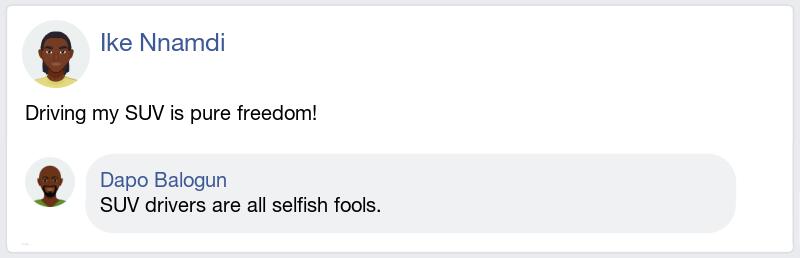 Ike Nnamdi
Driving my SUV is pure freedom!
Dapo Balogun
SUV drivers are all selfish fools.